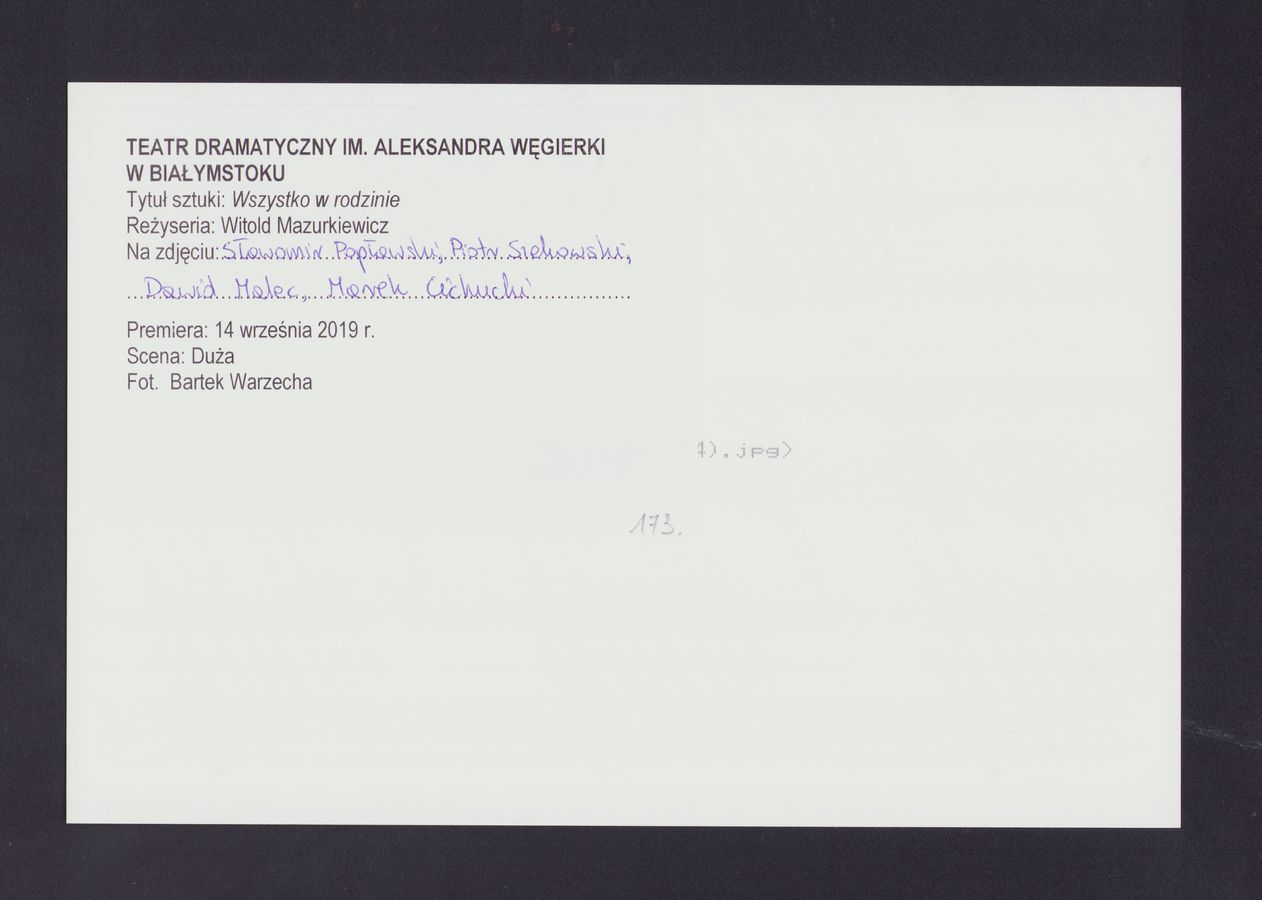 TEATR DRAMATYCZNY IM. ALEKSANDRA WĘGIERKI
W BIAŁYMSTOKU
Tytuł sztuki: Wszystko w rodzinie
Reżyseria: Witold Mazurkiewicz
Na zdjęciu: Sławomir Popławski, Piotr Siekowski,
Dawid Malec, Marek Cichucki
Premiera: 14 września 2019 r.
Scena: Duża
Fot. Bartek Warzecha
4).jpg)
173.